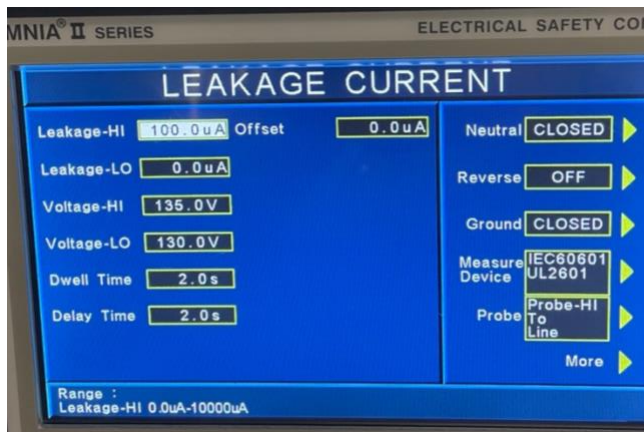 MNIA® II SERIES
ELECTRICAL SAFETY CO
LEAKAGE CURRENT
Leakage-HI 100.0uA Offset 0.0uA
Leakage-LO 0.0uA
Voltage-HI 135.0V
Voltage-LO 130.0V
Dwell Time 2.0s
Delay Time 2.0s
Neutral CLOSED
Reverse OFF
Ground CLOSED
Measure Device
IEC60601
UL2601
Probe
Probe-HI
To
Line
More
Range :
Leakage-HI 0.0uA-10000uA